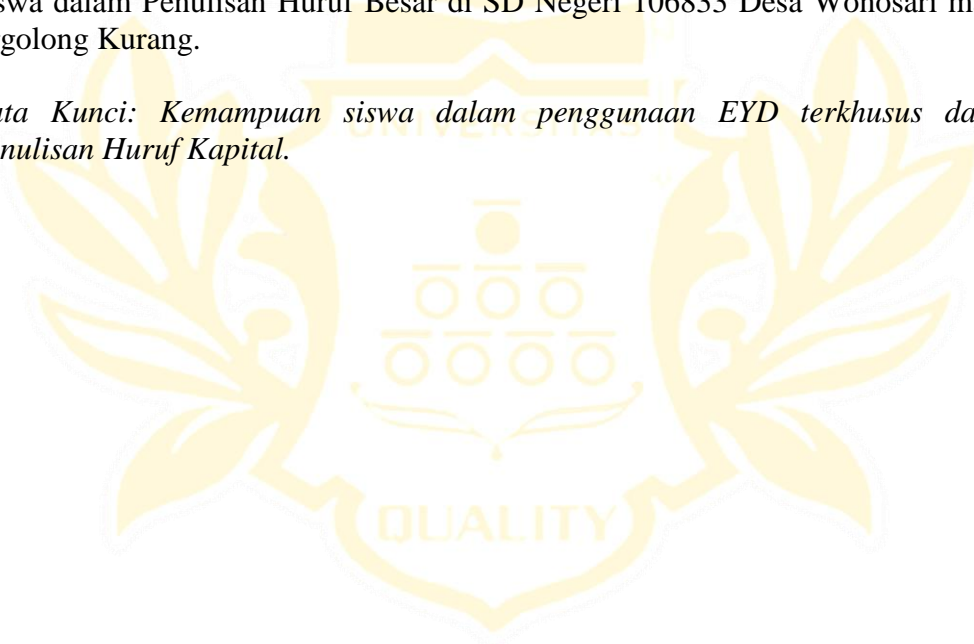 swa dalam Penulisan Huruf Besar di SD Negeri 106833 Desa Wonosari in
golong Kurang.
ata Kunci: Kemampuan siswa dalam penggunaan EYD terkhusus da
nulisan Huruf Kapital.
UNIVERSITAS
QUALITY